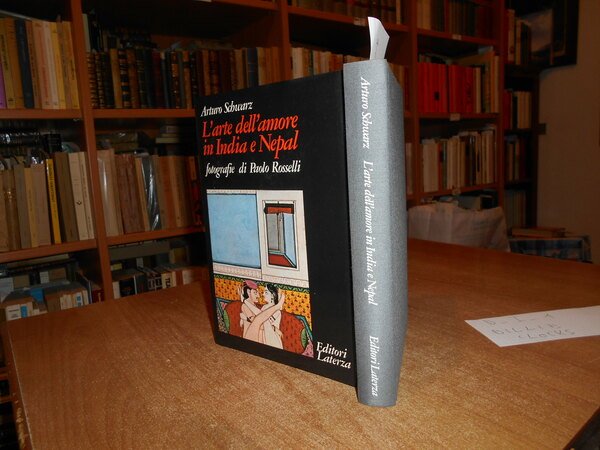 Arturo Schwarz
L'arte dell'amore
in India e Nepal
fotografie di Paolo Rosselli
Editori
Laterza
Arturo Schwarz L'arte dell'amore in India e Nepal Editori Laterza